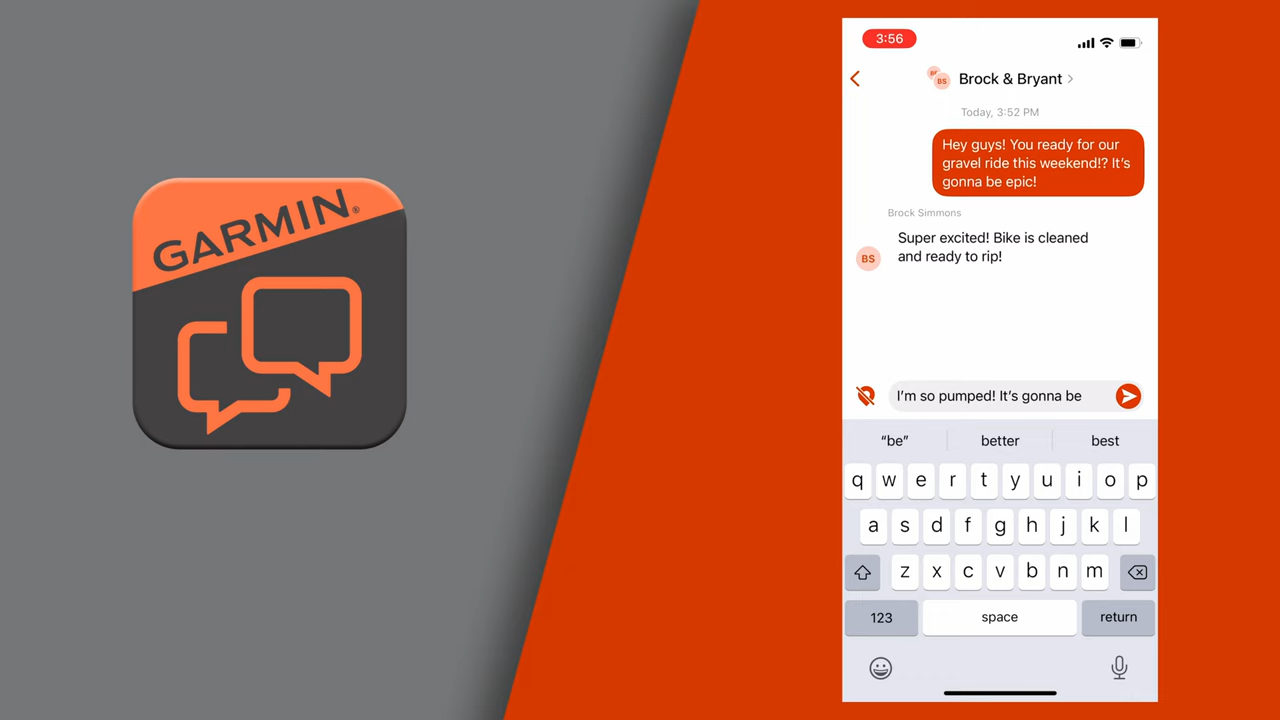 GARMIN®
3:56
BS
Brock & Bryant
Today, 3:52 PM
Hey guys! You ready for our
gravel ride this weekend!? It's
gonna be epic!
Brock Simmons
Super excited! Bike is cleaned
and ready to rip!
BS
I'm so pumped! It's gonna be
“be” better best
q w e r t y u i o p
a s d f g h j k l
z x c v b n m
123 space return